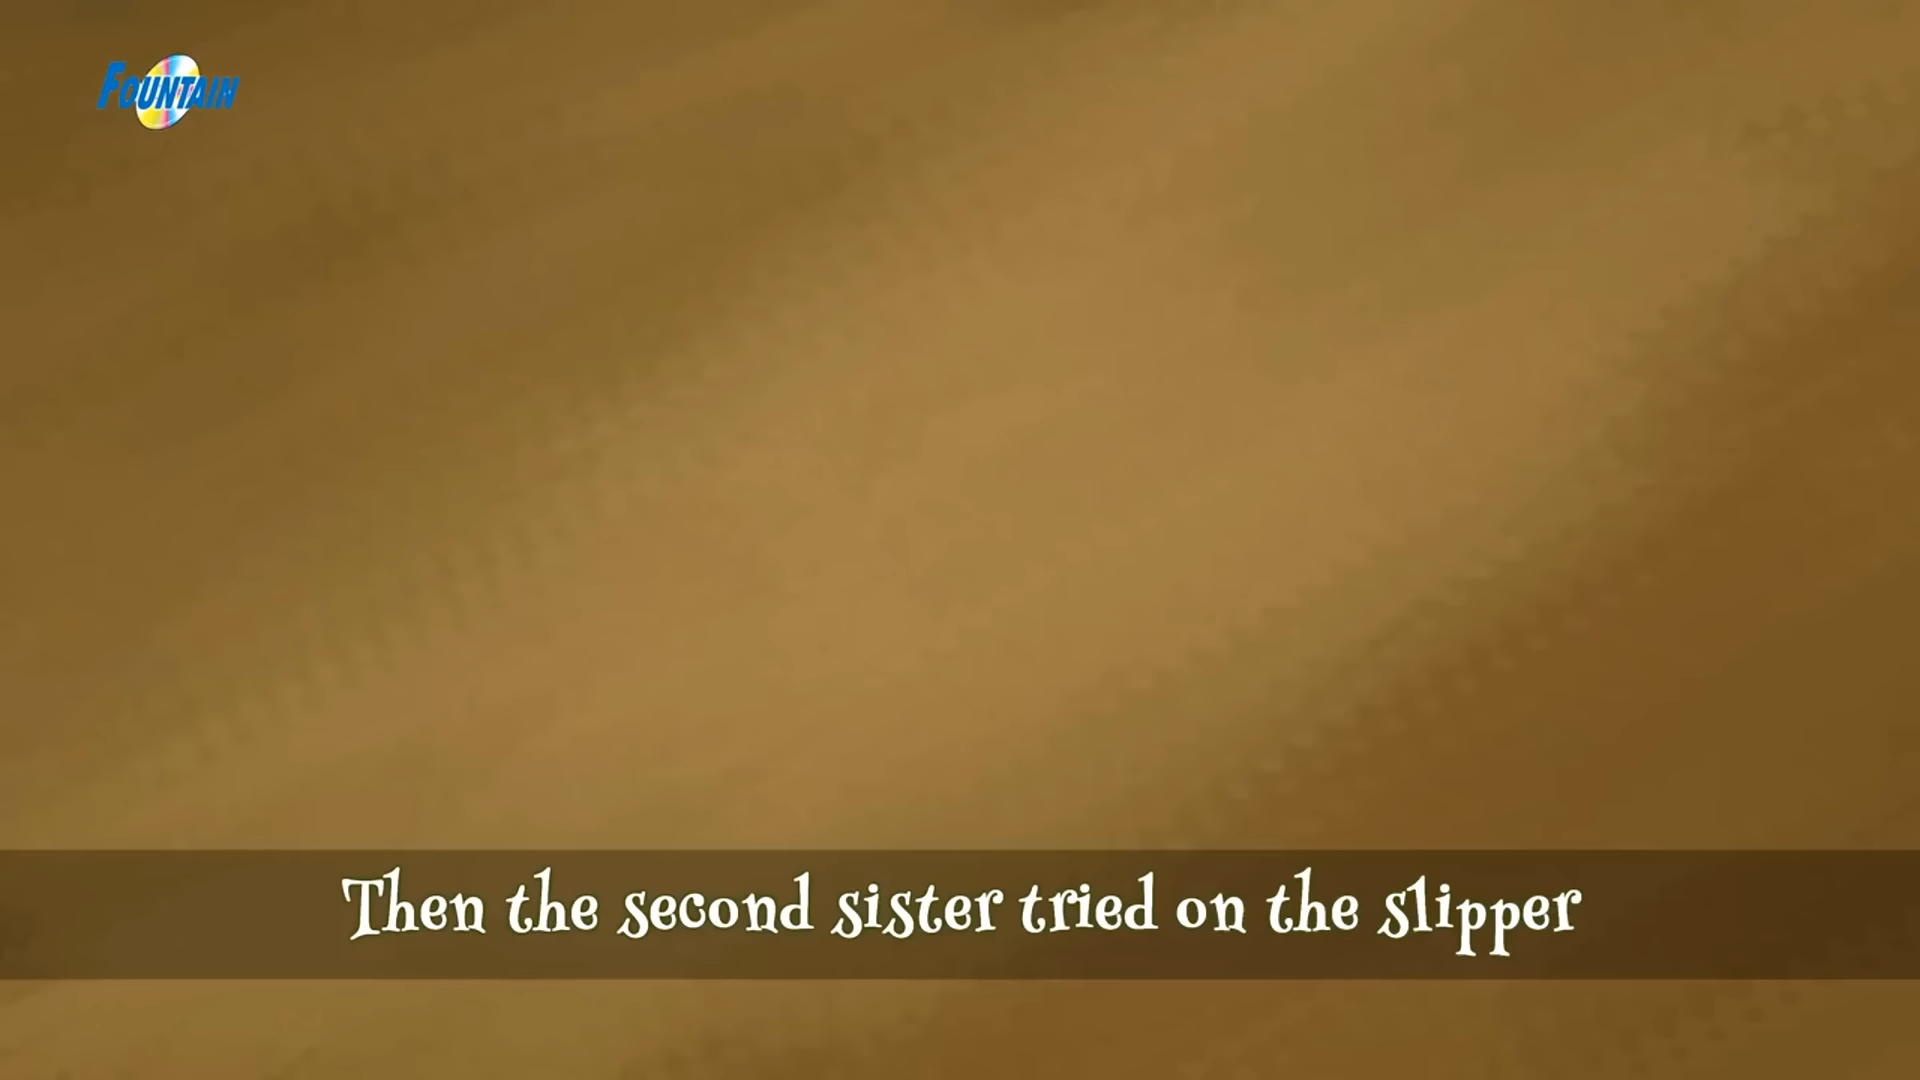 FOUNTAIN
Then the second sister tried on the slipper